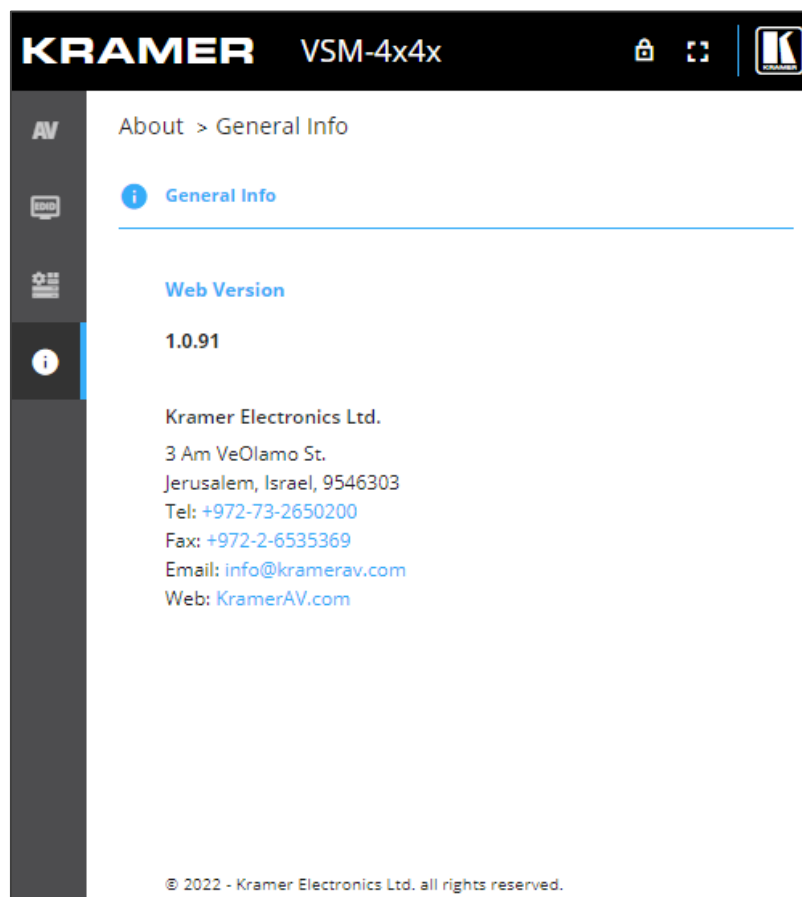 KRAMER VSM-4x4x
KRAMER
AV
About > General Info
EDID
General Info
Web Version
1.0.91
Kramer Electronics Ltd.
3 Am VeOlamo St.
Jerusalem, Israel, 9546303
Tel: +972-73-2650200
Fax: +972-2-6535369
Email: info@kramerav.com
Web: KramerAV.com
© 2022 - Kramer Electronics Ltd. all rights reserved.